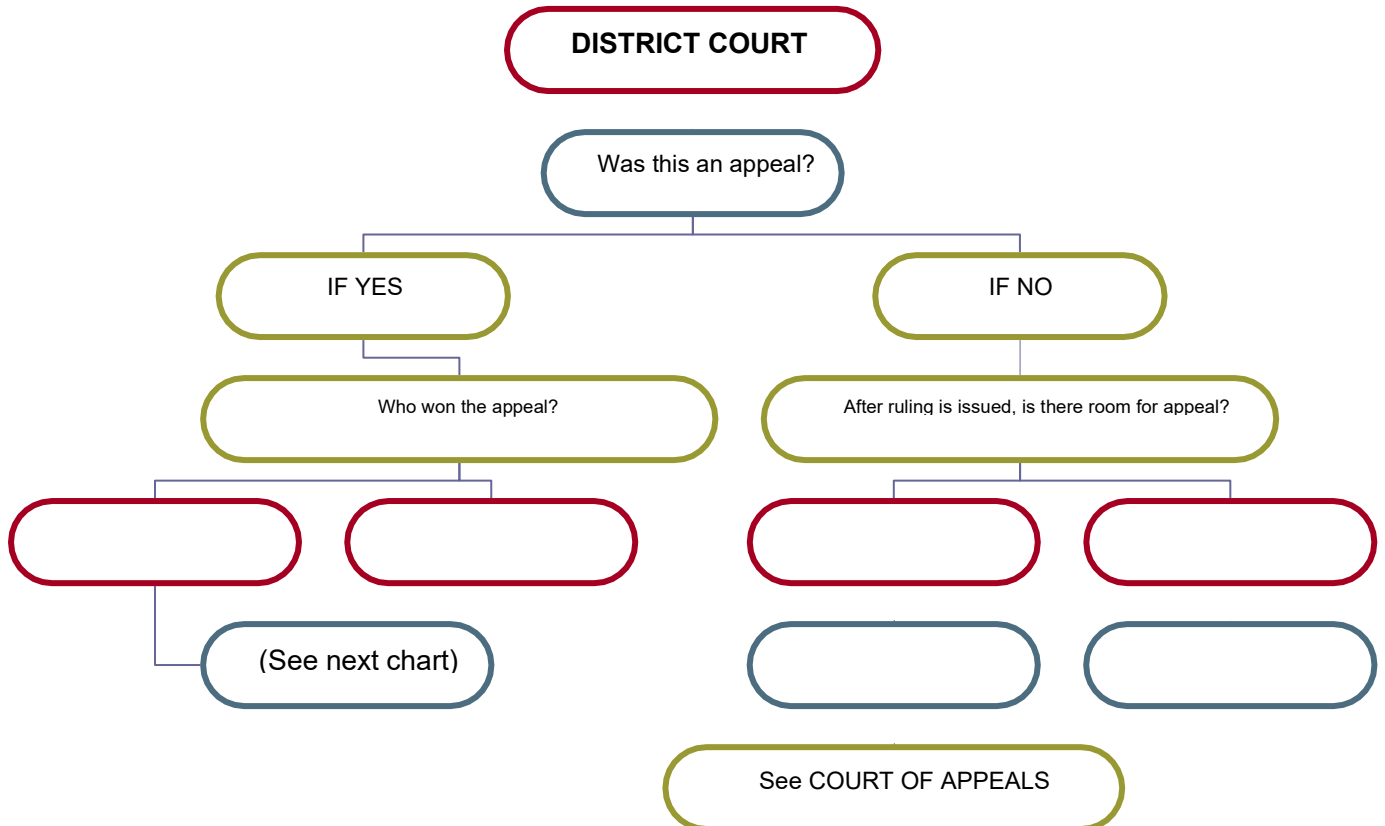 DISTRICT COURT
Was this an appeal?
IF YES
IF NO
Who won the appeal?
After ruling is issued, is there room for appeal?
(See next chart)
See COURT OF APPEALS